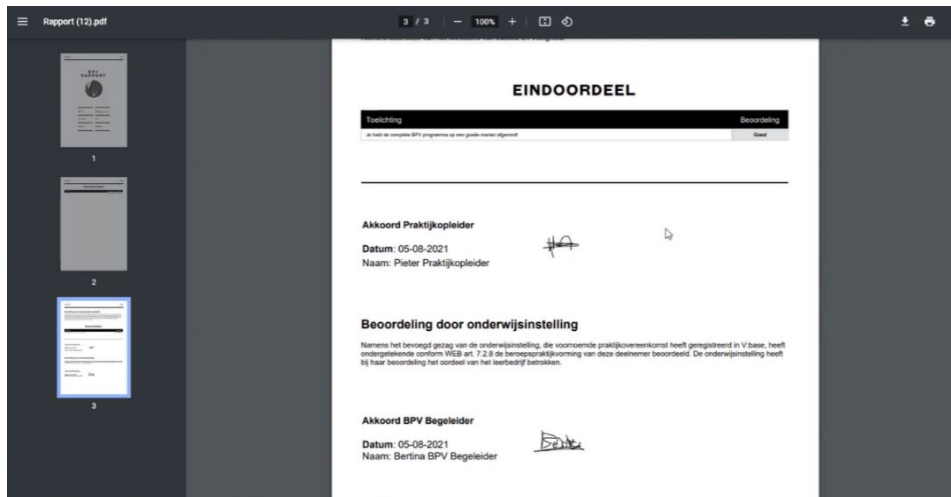 Rapport (12).pdf
3 / 3
100%
EINDOORDEEL
Toelichting Beoordeling
Je hebt de complete BPV programma op een goede manier afgerond! Goed
Akkoord Praktijkopleider
Datum: 05-08-2021
Naam: Pieter Praktijkopleider
Beoordeling door onderwijsinstelling
Namens het bevoegd gezag van de onderwijsinstelling, die voornoemde praktijkovereenkomst heeft geregistreerd in V:base, heeft
ondergetekende conform WEB art. 7.2.8 de beroepspraktijkvorming van deze deelnemer beoordeeld. De onderwijsinstelling heeft
bij haar beoordeling het oordeel van het leerbedrijf betrokken.
Akkoord BPV Begeleider
Datum: 05-08-2021
Naam: Bertina BPV Begeleider
BPV
RAPPORT
1
2
3